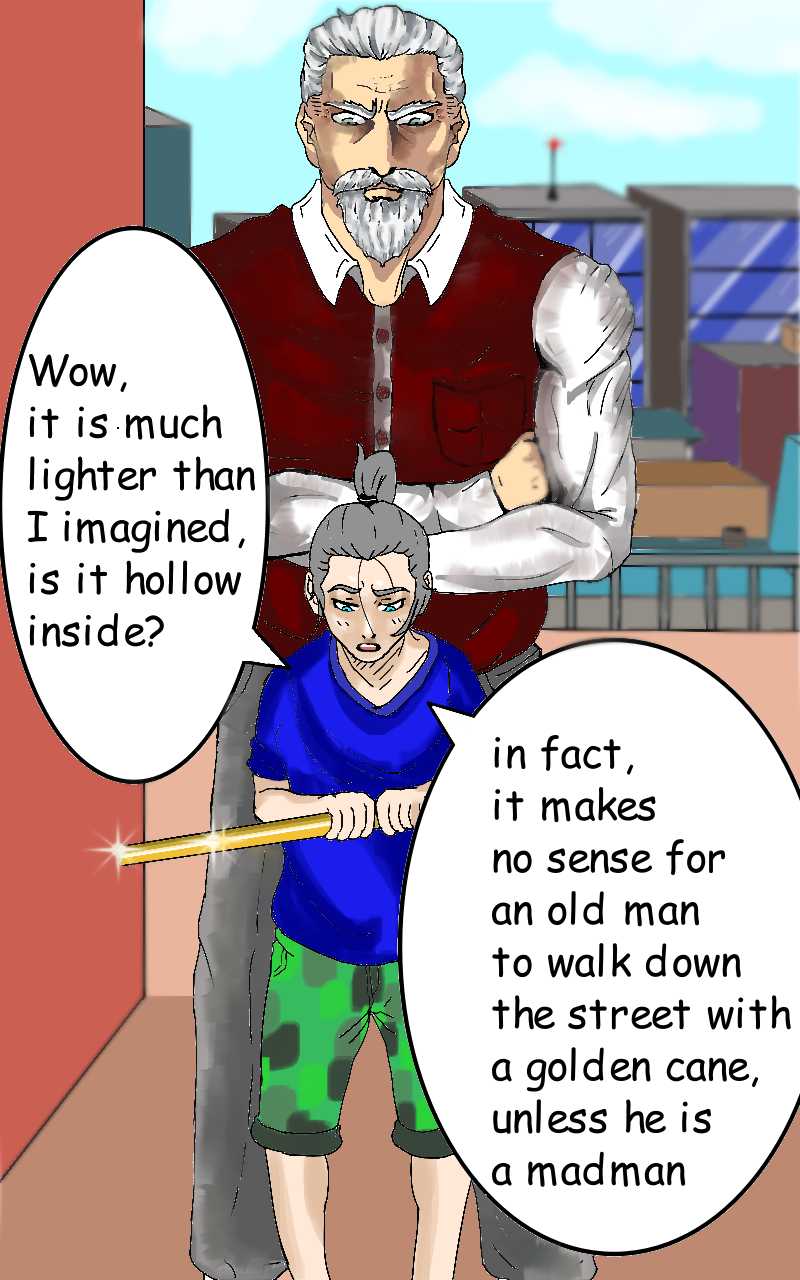 Wow,
it is much
lighter than
I imagined,
is it hollow
inside?
in fact,
it makes
no sense for
an old man
to walk down
the street with
a golden cane,
unless he is
a madman